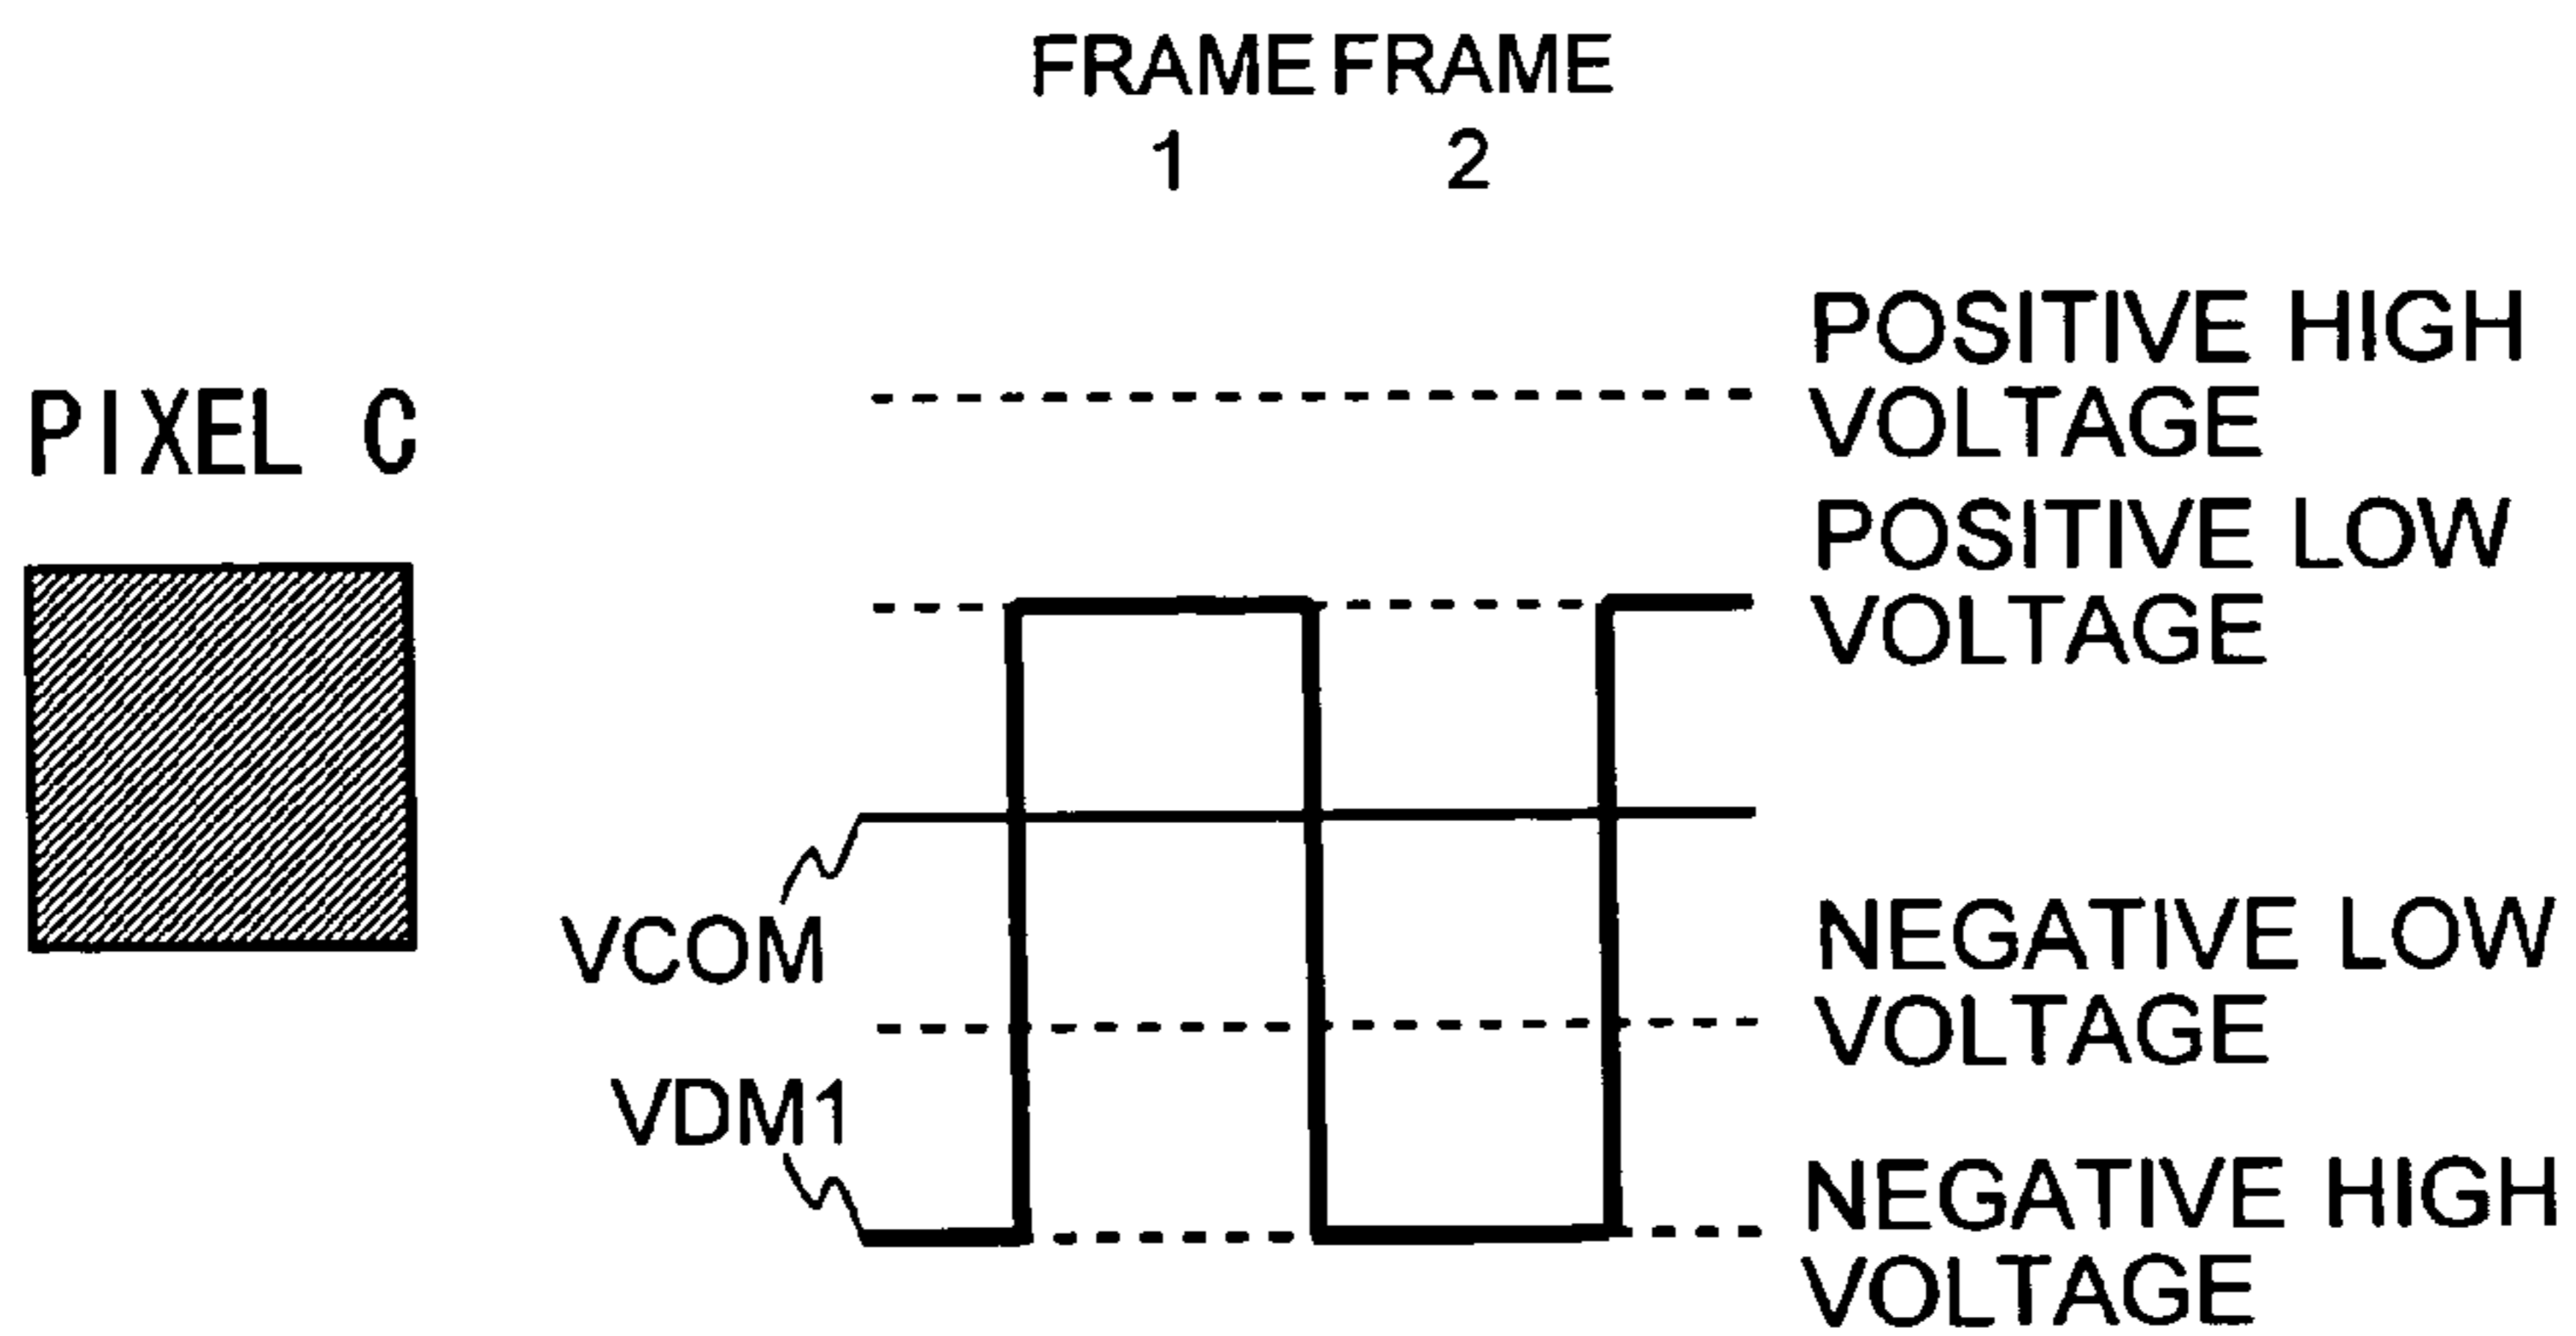 FRAME FRAME
1 2
POSITIVE HIGH
VOLTAGE
PIXEL C
POSITIVE LOW
VOLTAGE
VCOM
NEGATIVE LOW
VOLTAGE
VDM1
NEGATIVE HIGH
VOLTAGE